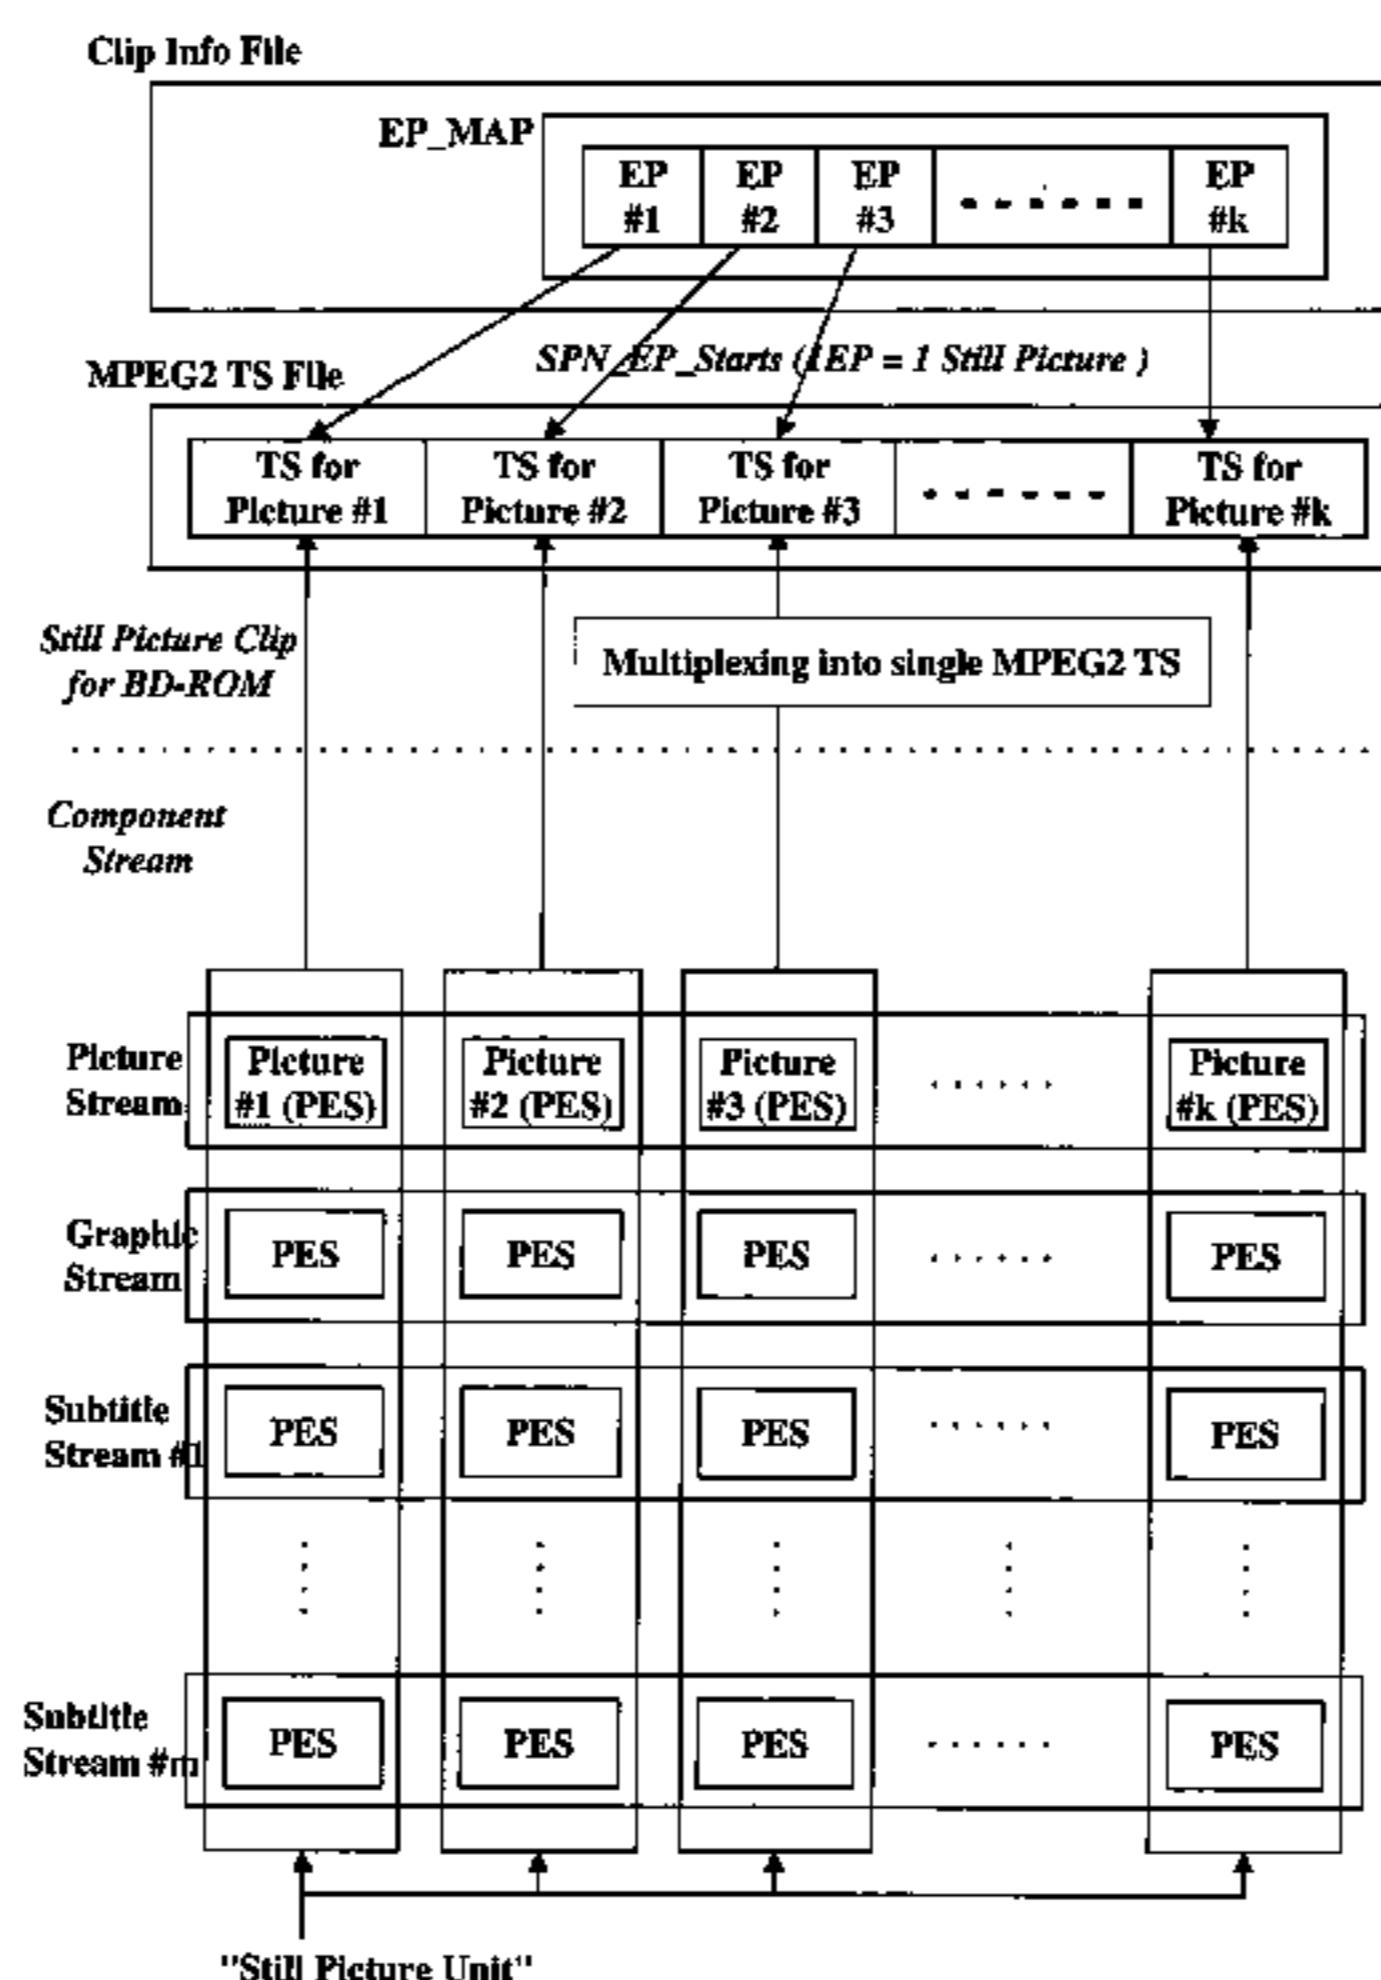 Clip Info File
EP_MAP
EP #1
EP #2
EP #3
EP #k
SPN_EP_Starts (1EP = 1 Still Picture )
MPEG2 TS File
TS for Picture #1
TS for Picture #2
TS for Picture #3
TS for Picture #k
Still Picture Clip
for BD-ROM
Multiplexing into single MPEG2 TS
Component
Stream
Picture
Stream
Picture #1 (PES)
Picture #2 (PES)
Picture #3 (PES)
Picture #k (PES)
Graphic
Stream
PES
PES
PES
PES
Subtitle
Stream #1
PES
PES
PES
PES
Subtitle
Stream #m
PES
PES
PES
PES
"Still Picture Unit"